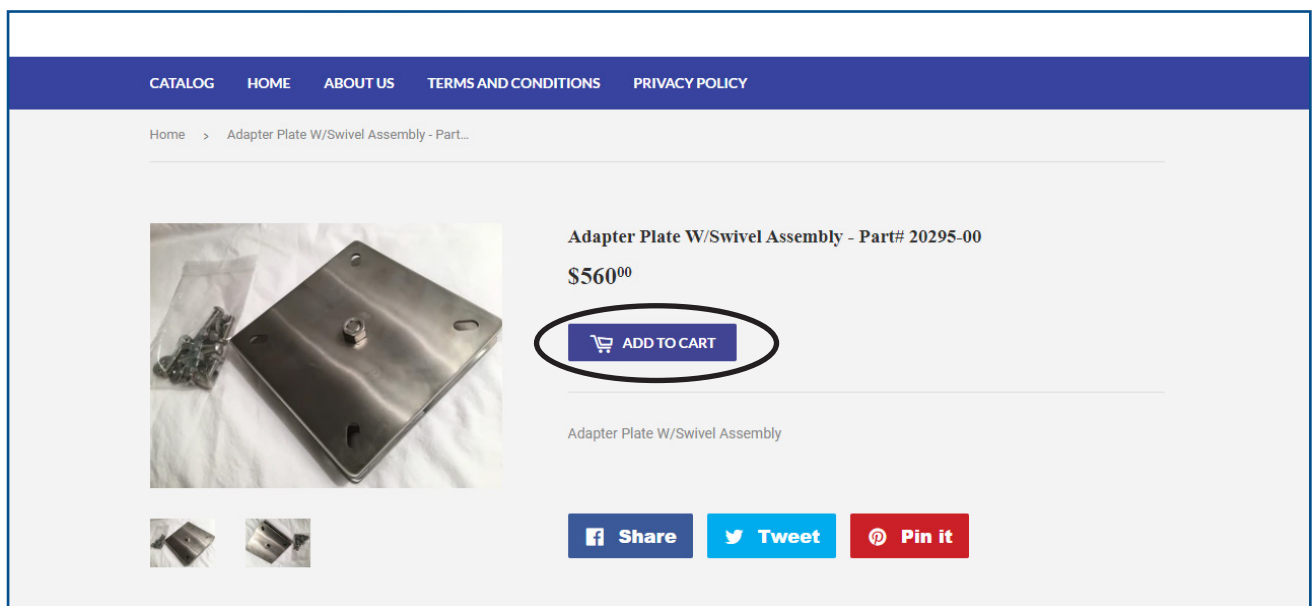 CATALOG HOME ABOUT US TERMS AND CONDITIONS PRIVACY POLICY
Home > Adapter Plate W/Swivel Assembly - Part...
Adapter Plate W/Swivel Assembly - Part# 20295-00
$560⁰⁰
ADD TO CART
Adapter Plate W/Swivel Assembly
Share Tweet Pin it